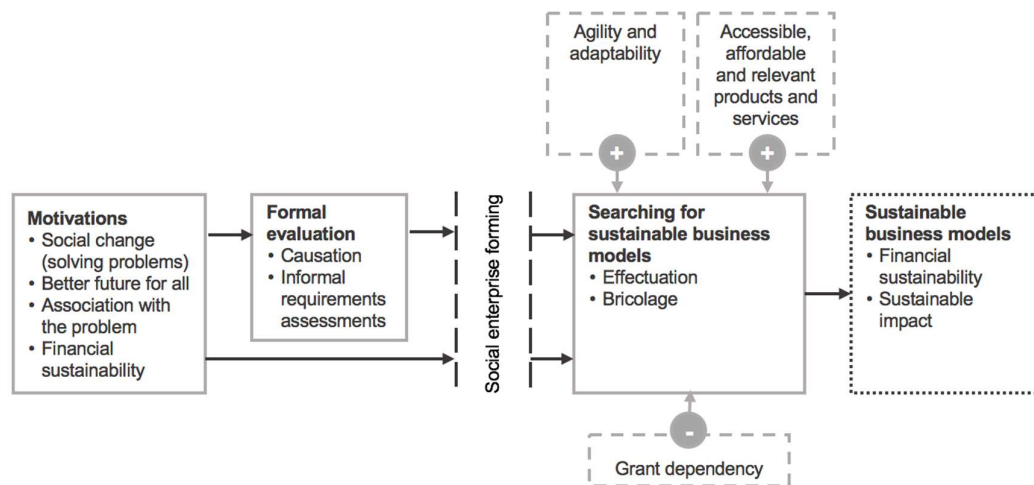 Agility and
adaptability
Accessible,
affordable
and relevant
products and
services
+
+
Motivations
• Social change
(solving problems)
• Better future for all
• Association with
the problem
• Financial
sustainability
Formal
evaluation
• Causation
• Informal
requirements
assessments
Social enterprise forming
Searching for
sustainable business
models
• Effectuation
• Bricolage
Sustainable
business models
• Financial
sustainability
• Sustainable
impact
-
Grant dependency